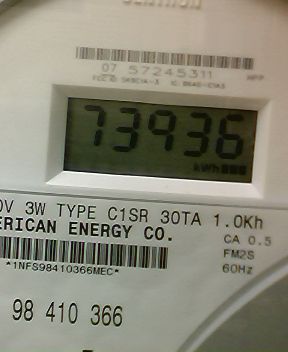 07 57245311
73936
kWh
0V 3W TYPE C1SR 30TA 1.0Kh
ERICAN ENERGY CO.
CA 0.5
FM2S
60Hz
*1NFS98410366MEC*
98 410 366